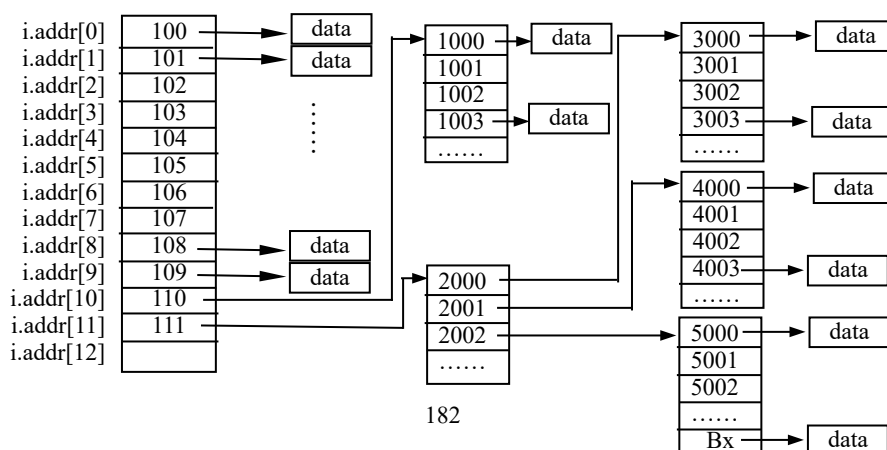 i.addr[0] 100 data
i.addr[1] 101 data
i.addr[2] 102
i.addr[3] 103
i.addr[4] 104
i.addr[5] 105
i.addr[6] 106
i.addr[7] 107
i.addr[8] 108 data
i.addr[9] 109 data
i.addr[10] 110
i.addr[11] 111
i.addr[12]
......
1000 data
1001
1002
1003 data
......
2000
2001
2002
......
3000 data
3001
3002
3003 data
......
4000 data
4001
4002
4003 data
......
5000 data
5001
5002
......
Bx data
182